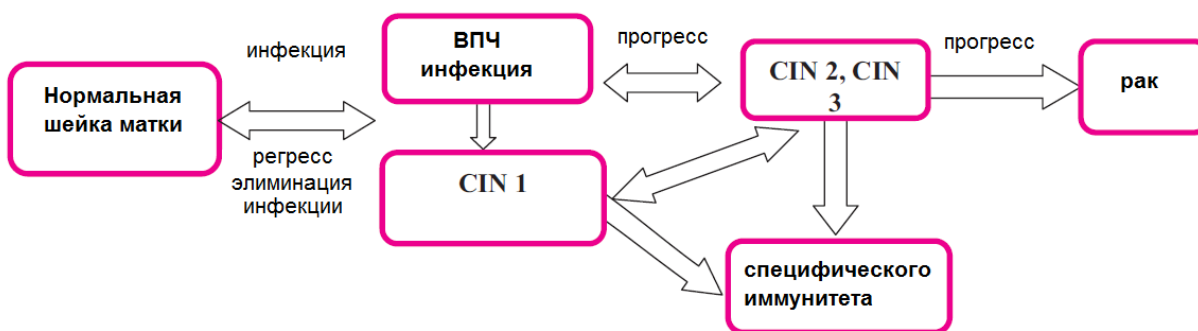 инфекция
Нормальная
шейка матки
регресс
элиминация
инфекции
ВПЧ
инфекция
CIN 1
прогресс
CIN 2, CIN
3
специфического
иммунитета
прогресс
рак